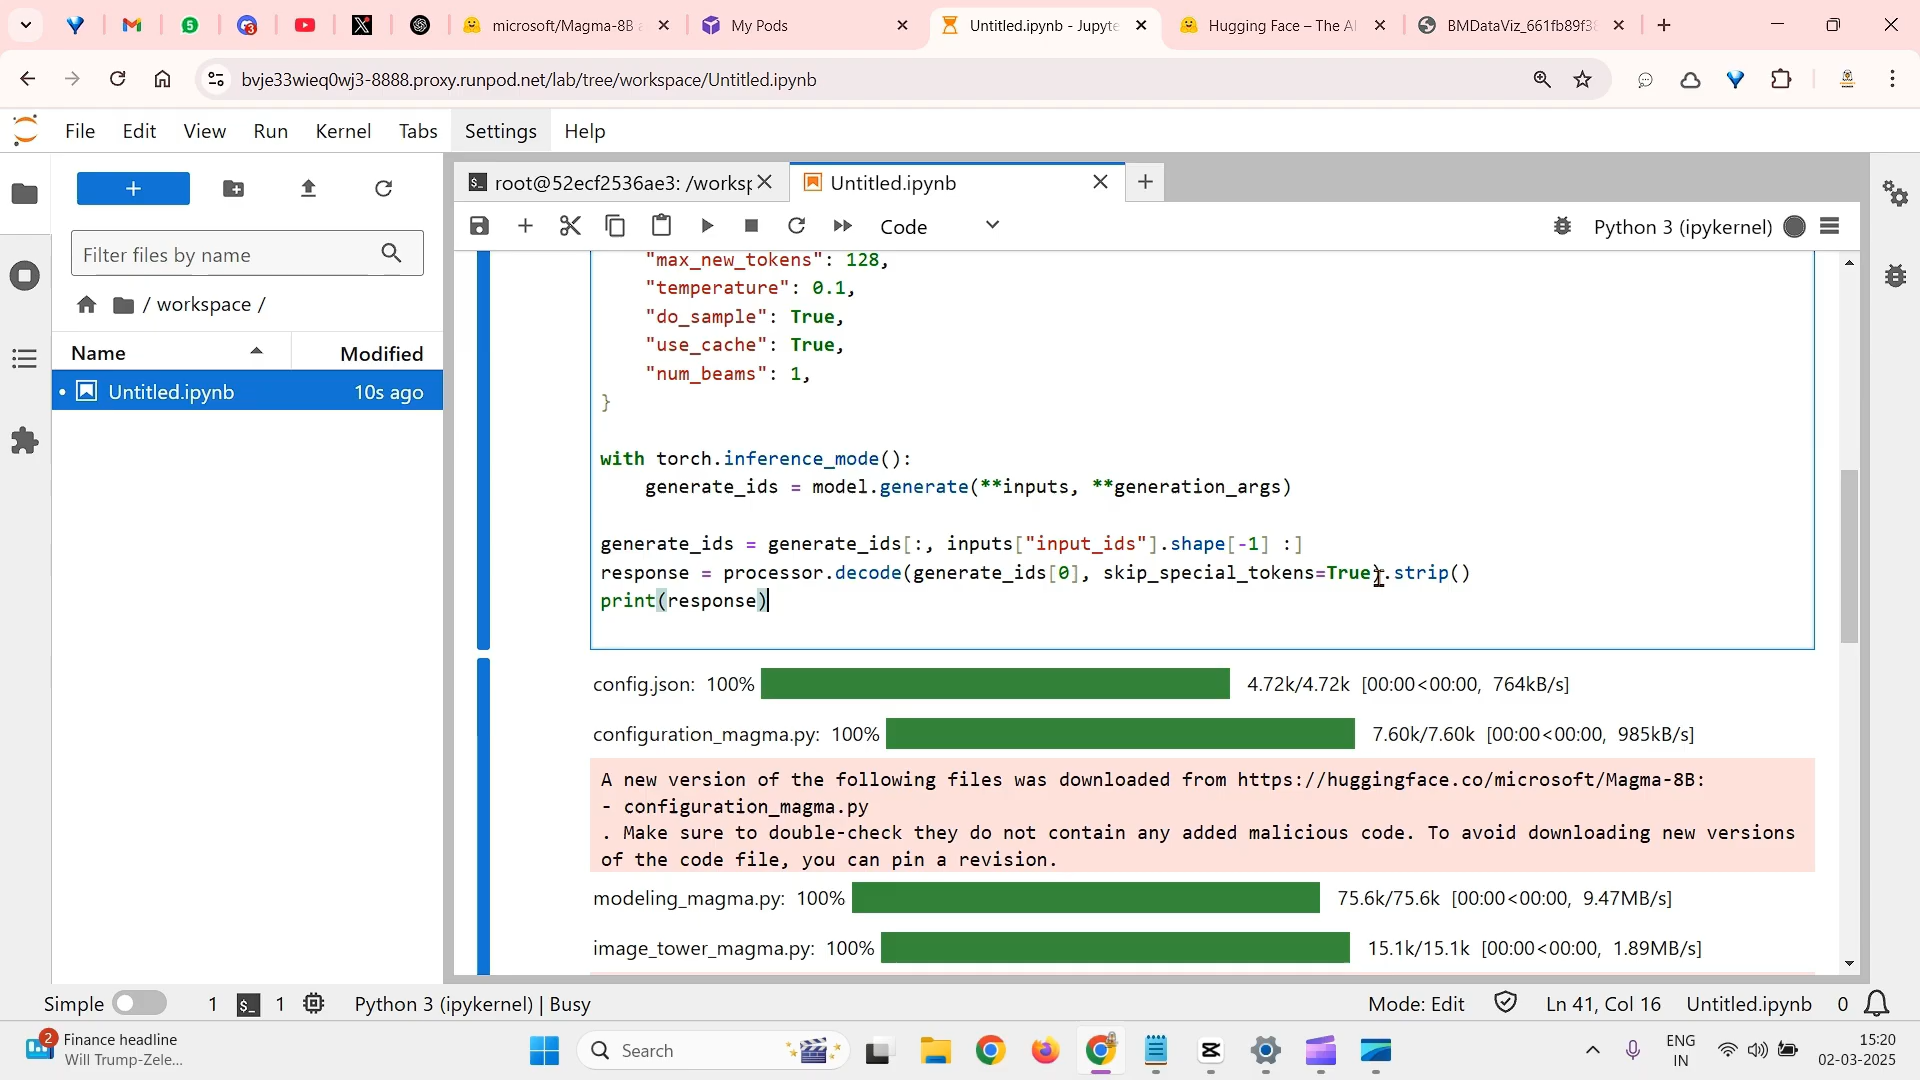 5
3
microsoft/Magma-8B a
My Pods
Untitled.ipynb - Jupyte
Hugging Face – The AI
BMDataViz_661fb89f38
bvje33wieq0wj3-8888.proxy.runpod.net/lab/tree/workspace/Untitled.ipynb
File Edit View Run Kernel Tabs Settings Help
root@52ecf2536ae3: /worksp
Untitled.ipynb
Code
Python 3 (ipykernel)
Filter files by name
/ workspace /
Name Modified
Untitled.ipynb 10s ago
"max_new_tokens": 128,
"temperature": 0.1,
"do_sample": True,
"use_cache": True,
"num_beams": 1,
}
with torch.inference_mode():
generate_ids = model.generate(**inputs, **generation_args)
generate_ids = generate_ids[:, inputs["input_ids"].shape[-1] :]
response = processor.decode(generate_ids[0], skip_special_tokens=True).strip()
print(response)
config.json: 100% 4.72k/4.72k [00:00<00:00, 764kB/s]
configuration_magma.py: 100% 7.60k/7.60k [00:00<00:00, 985kB/s]
A new version of the following files was downloaded from https://huggingface.co/microsoft/Magma-8B:
- configuration_magma.py
. Make sure to double-check they do not contain any added malicious code. To avoid downloading new versions
of the code file, you can pin a revision.
modeling_magma.py: 100% 75.6k/75.6k [00:00<00:00, 9.47MB/s]
image_tower_magma.py: 100% 15.1k/15.1k [00:00<00:00, 1.89MB/s]
Simple 1 $_ 1 Python 3 (ipykernel) | Busy
Mode: Edit Ln 41, Col 16 Untitled.ipynb 0
2
Finance headline
Will Trump-Zele...
Search
ENG
IN
15:20
02-03-2025